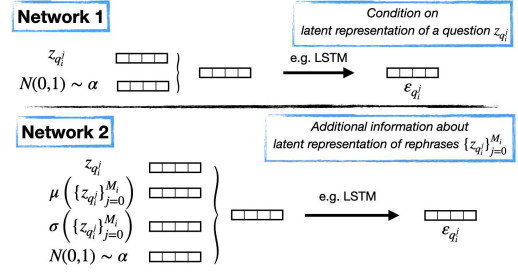 Network 1
Condition on
latent representation of a question z_{q_i^j}
z_{q_i^j}
N(0,1) ∼ α
e.g. LSTM
ε_{q_i^j}
Network 2
Additional information about
latent representation of rephrases {z_{q_i^j}}_{j=0}^{M_i}
z_{q_i^j}
μ ({z_{q_i^j}}_{j=0}^{M_i})
σ ({z_{q_i^j}}_{j=0}^{M_i})
N(0,1) ∼ α
e.g. LSTM
ε_{q_i^j}